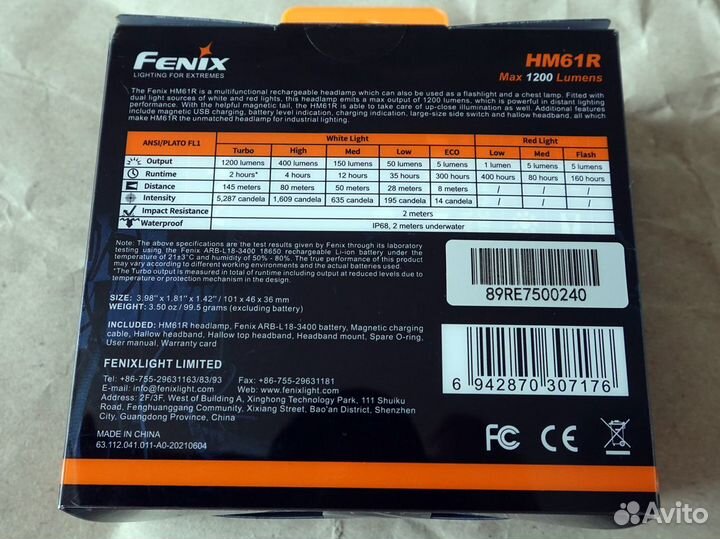 FENIX
LIGHTING FOR EXTREMES
HM61R
Max 1200 Lumens
The Fenix HM61R is a multifunctional rechargeable headlamp which can also be used as a flashlight and a chest lamp. Fitted with
dual light sources of white and red lights, this headlamp emits a max output of 1200 lumens, which is powerful in distant lighting
performance. With the helpful magnetic tail, the HM61R is able to take care of up-close illumination as well. Additional features
include magnetic USB charging, battery level indication, charging indication, large-size side switch and hallow headband, all which
make HM61R the unmatched headlamp for industrial lighting.
ANSI/PLATO FL1 White Light Red Light
Turbo High Med Low ECO Low Med Flash
Output 1200 lumens 400 lumens 150 lumens 50 lumens 5 lumens 1 lumen 5 lumens 5 lumens
Runtime 2 hours* 4 hours 12 hours 35 hours 300 hours 400 hours 80 hours 160 hours
Distance 145 meters 80 meters 50 meters 28 meters 8 meters / / /
Intensity 5,287 candela 1,609 candela 635 candela 195 candela 14 candela / / /
Impact Resistance 2 meters
Waterproof IP68, 2 meters underwater
Note: The above specifications are the test results given by Fenix through its laboratory
testing using the Fenix ARB-L18-3400 18650 rechargeable Li-ion battery under the
temperature of 21±3°C and humidity of 50% - 80%. The true performance of this product
may vary according to different working environments and the actual batteries used.
*The Turbo output is measured in total of runtime including output at reduced levels due to
temperature or protection mechanism in the design.
SIZE: 3.98" x 1.81" x 1.42" / 101 x 46 x 36 mm
WEIGHT: 3.50 oz / 99.5 grams (excluding battery)
INCLUDED: HM61R headlamp, Fenix ARB-L18-3400 battery, Magnetic charging
cable, Hallow headband, Hallow top headband, Headband mount, Spare O-ring,
User manual, Warranty card
89RE7500240
FENIXLIGHT LIMITED
Tel: +86-755-29631163/83/93 Fax: +86-755-29631181
E-mail: info@fenixlight.com Web: www.fenixlight.com
Address: 2F/3F, West of Building A, Xinghong Technology Park, 111 Shuiku
Road, Fenghuanggang Community, Xixiang Street, Bao'an District, Shenzhen
City, Guangdong Province, China
MADE IN CHINA
63.112.041.011-A0-20210604
6 942870 307176
FC CE
Avito